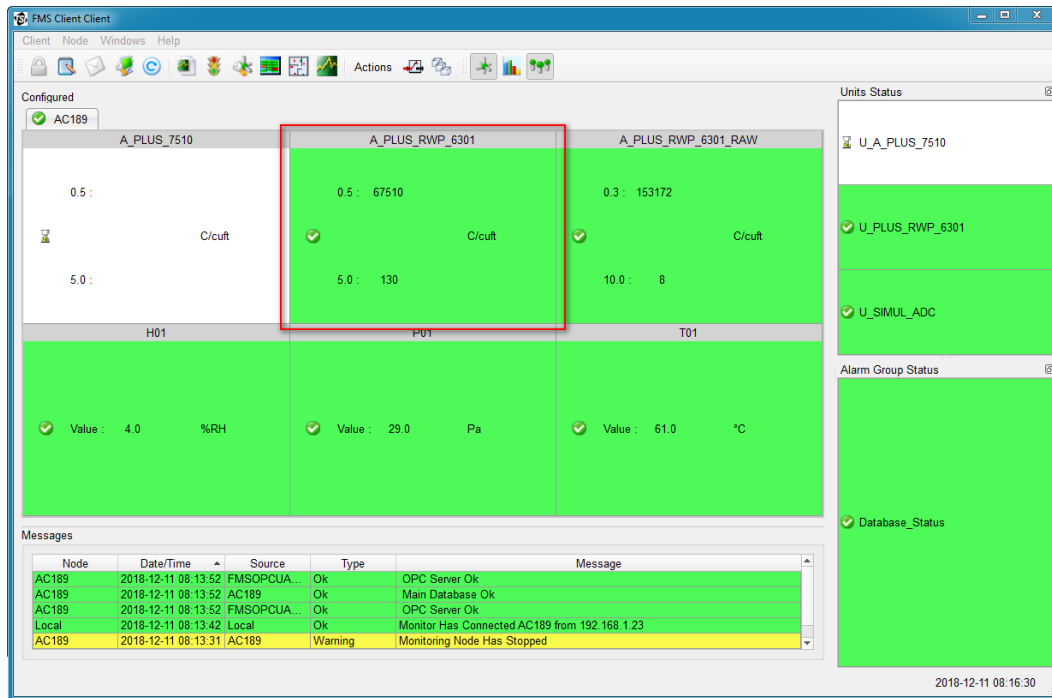 FMS Client Client
Client Node Windows Help
Actions
Configured
AC189
A_PLUS_7510
0.5 :
C/cuft
5.0 :
A_PLUS_RWP_6301
0.5 : 67510
C/cuft
5.0 : 130
A_PLUS_RWP_6301_RAW
0.3 : 153172
C/cuft
10.0 : 8
H01
Value : 4.0 %RH
P01
Value : 29.0 Pa
T01
Value : 61.0 °C
Units Status
U_A_PLUS_7510
U_PLUS_RWP_6301
U_SIMUL_ADC
Alarm Group Status
Database_Status
Messages
Node Date/Time Source Type Message
AC189 2018-12-11 08:13:52 FMSOPCUA... Ok OPC Server Ok
AC189 2018-12-11 08:13:52 AC189 Ok Main Database Ok
AC189 2018-12-11 08:13:52 FMSOPCUA... Ok OPC Server Ok
Local 2018-12-11 08:13:42 Local Ok Monitor Has Connected AC189 from 192.168.1.23
AC189 2018-12-11 08:13:31 AC189 Warning Monitoring Node Has Stopped
2018-12-11 08:16:30